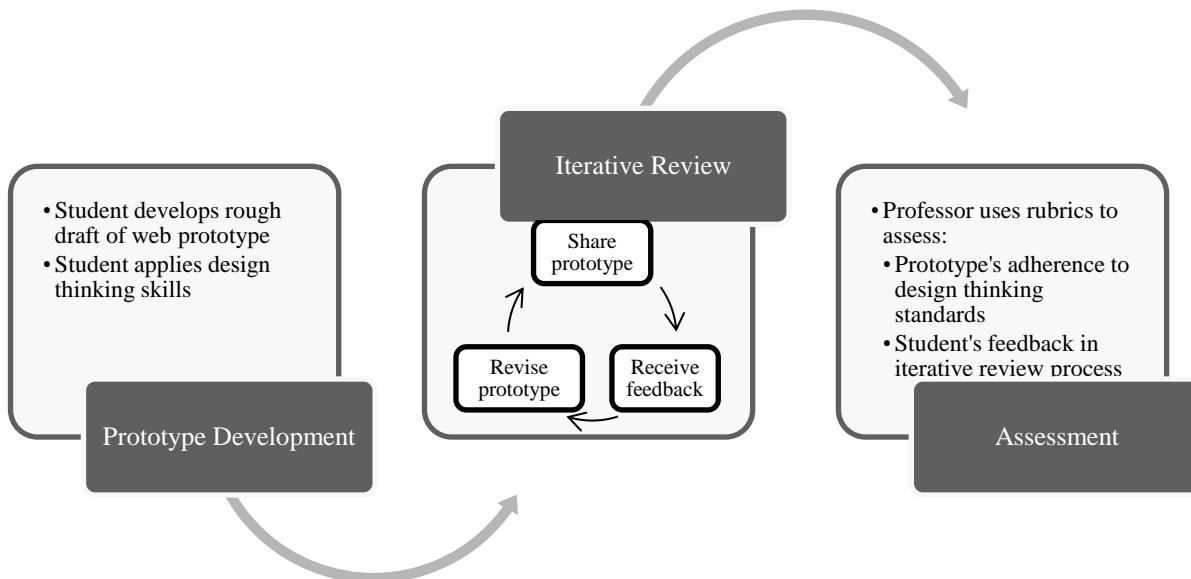 • Student develops rough
draft of web prototype
• Student applies design
thinking skills
Prototype Development
Iterative Review
Share
prototype
Receive
feedback
Revise
prototype
• Professor uses rubrics to
assess:
• Prototype's adherence to
design thinking
standards
• Student's feedback in
iterative review process
Assessment